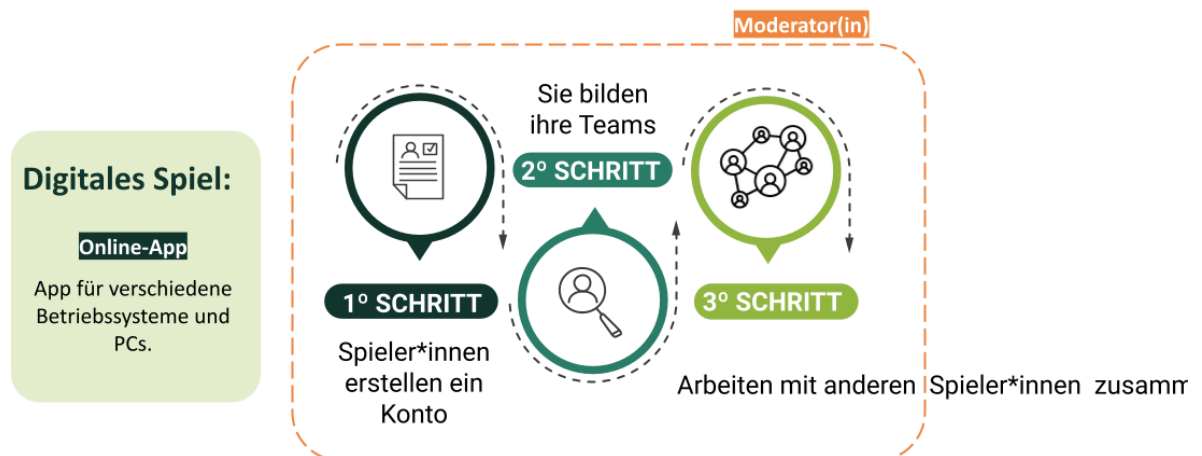 Moderator(in)
Digitales Spiel:
Online-App
App für verschiedene
Betriebssysteme und
PCs.
1º SCHRITT
Spieler*innen
erstellen ein
Konto
Sie bilden
ihre Teams
2º SCHRITT
3º SCHRITT
Arbeiten mit anderen Spieler*innen zusamm